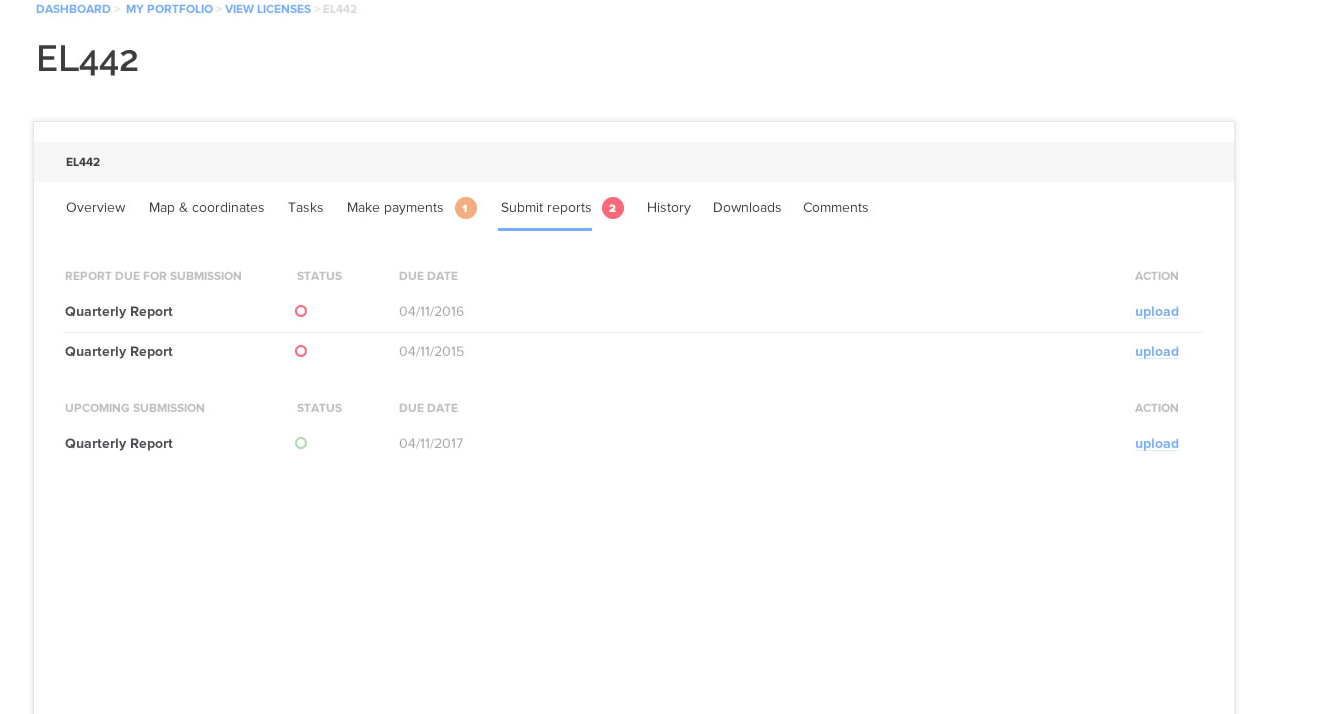 DASHBOARD > MY PORTFOLIO > VIEW LICENSES > EL442
EL442
EL442
Overview Map & coordinates Tasks Make payments 1 Submit reports 2 History Downloads Comments
REPORT DUE FOR SUBMISSION STATUS DUE DATE ACTION
Quarterly Report 04/11/2016 upload
Quarterly Report 04/11/2015 upload
UPCOMING SUBMISSION STATUS DUE DATE ACTION
Quarterly Report 04/11/2017 upload